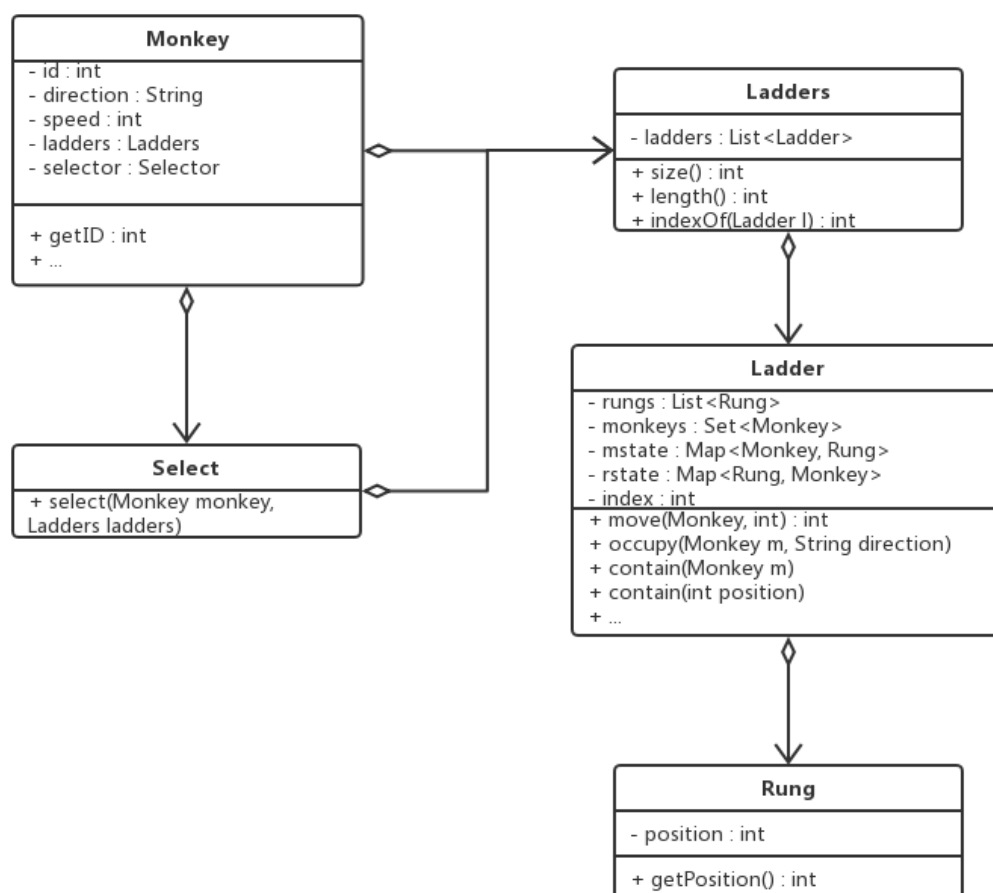 Monkey
- id : int
- direction : String
- speed : int
- ladders : Ladders
- selector : Selector
+ getID : int
+ ...
Ladders
- ladders : List<Ladder>
+ size() : int
+ length() : int
+ indexOf(Ladder l) : int
Select
+ select(Monkey monkey,
Ladders ladders)
Ladder
- rungs : List<Rung>
- monkeys : Set<Monkey>
- mstate : Map<Monkey, Rung>
- rstate : Map<Rung, Monkey>
- index : int
+ move(Monkey, int) : int
+ occupy(Monkey m, String direction)
+ contain(Monkey m)
+ contain(int position)
+ ...
Rung
- position : int
+ getPosition() : int